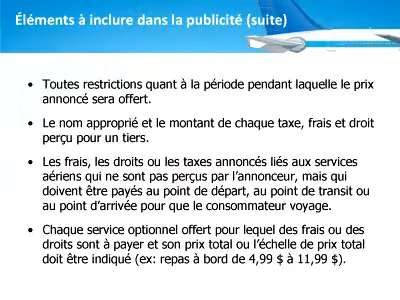 Éléments à inclure dans la publicité (suite)
• Toutes restrictions quant à la période pendant laquelle le prix
annoncé sera offert.
• Le nom approprié et le montant de chaque taxe, frais et droit
perçu pour un tiers.
• Les frais, les droits ou les taxes annoncés liés aux services
aériens qui ne sont pas perçus par l'annonceur, mais qui
doivent être payés au point de départ, au point de transit ou
au point d'arrivée pour que le consommateur voyage.
• Chaque service optionnel offert pour lequel des frais ou des
droits sont à payer et son prix total ou l'échelle de prix total
doit être indiqué (ex: repas à bord de 4,99 $ à 11,99 $).